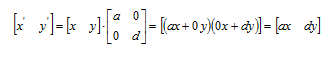 [x' y'] = [x y]·[a 0; 0 d] = [(ax + 0y)(0x + dy)] = [ax dy]